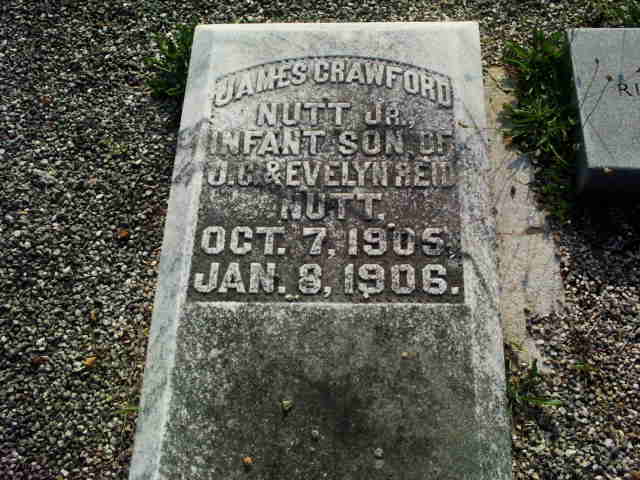 JAMES CRAWFORD
NUTT JR.,
INFANT SON OF
J.C. & EVELYN REID
NUTT.
OCT. 7, 1905,
JAN. 8, 1906.